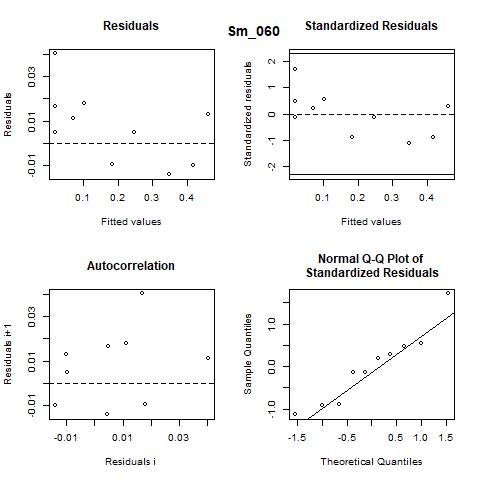 Sm_060
Residuals
Residuals
-0.01
0.01
0.03
0.1
0.2
0.3
0.4
Fitted values
Standardized Residuals
Standardized residuals
-2
-1
0
1
2
0.1
0.2
0.3
0.4
Fitted values
Autocorrelation
Residuals i+1
-0.01
0.01
0.03
-0.01
0.01
0.03
Residuals i
Normal Q-Q Plot of
Standardized Residuals
Sample Quantiles
-1.0
0.0
1.0
-1.5
-0.5
0.5
1.0
1.5
Theoretical Quantiles